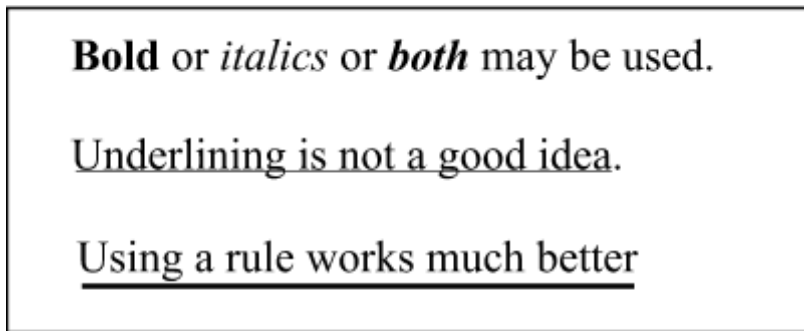 Bold or italics or both may be used.
Underlining is not a good idea.
Using a rule works much better